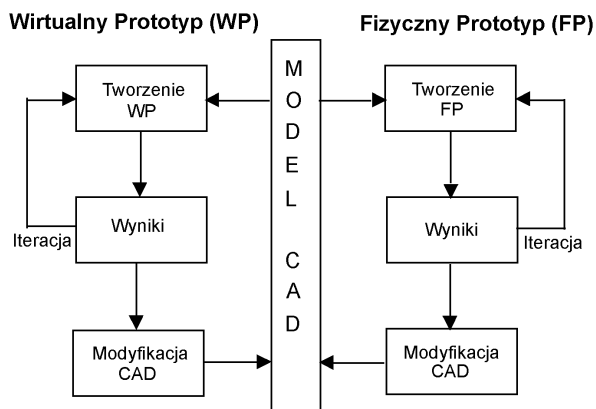 Wirtualny Prototyp (WP)
Fizyczny Prototyp (FP)
Tworzenie
WP
Wyniki
Iteracja
Modyfikacja
CAD
M
O
D
E
L
C
A
D
Tworzenie
FP
Wyniki
Iteracja
Modyfikacja
CAD